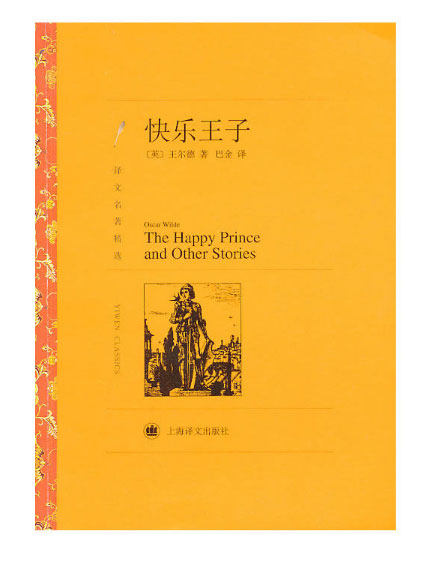 快乐王子
〔英〕王尔德 著 巴金 译
译文名著精选
YIWEN CLASSICS
Oscar Wilde
The Happy Prince
and Other Stories
上海译文出版社